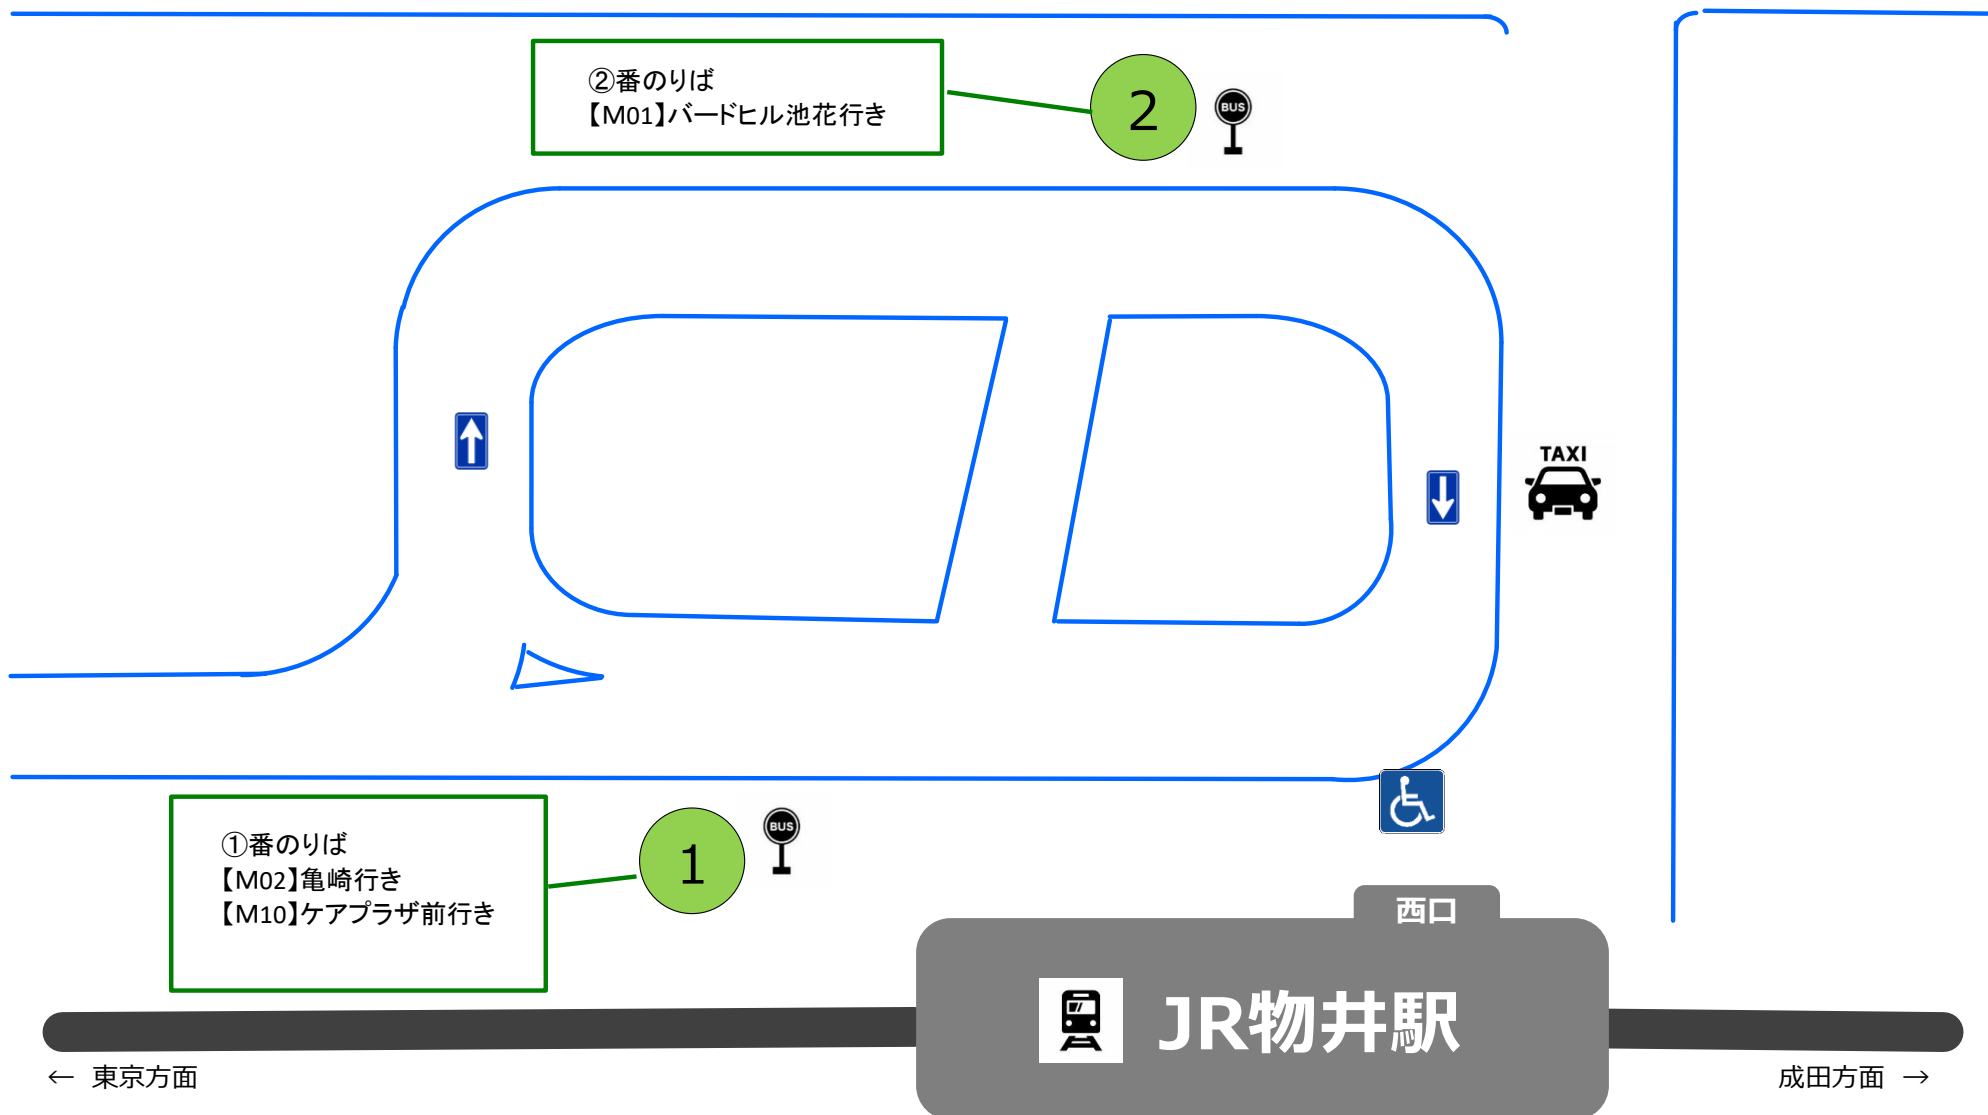 ②番のりば
【M01】バードヒル池花行き
2
BUS
TAXI
①番のりば
【M02】亀崎行き
【M10】ケアプラザ前行き
1
BUS
西口
JR物井駅
← 東京方面
成田方面 →